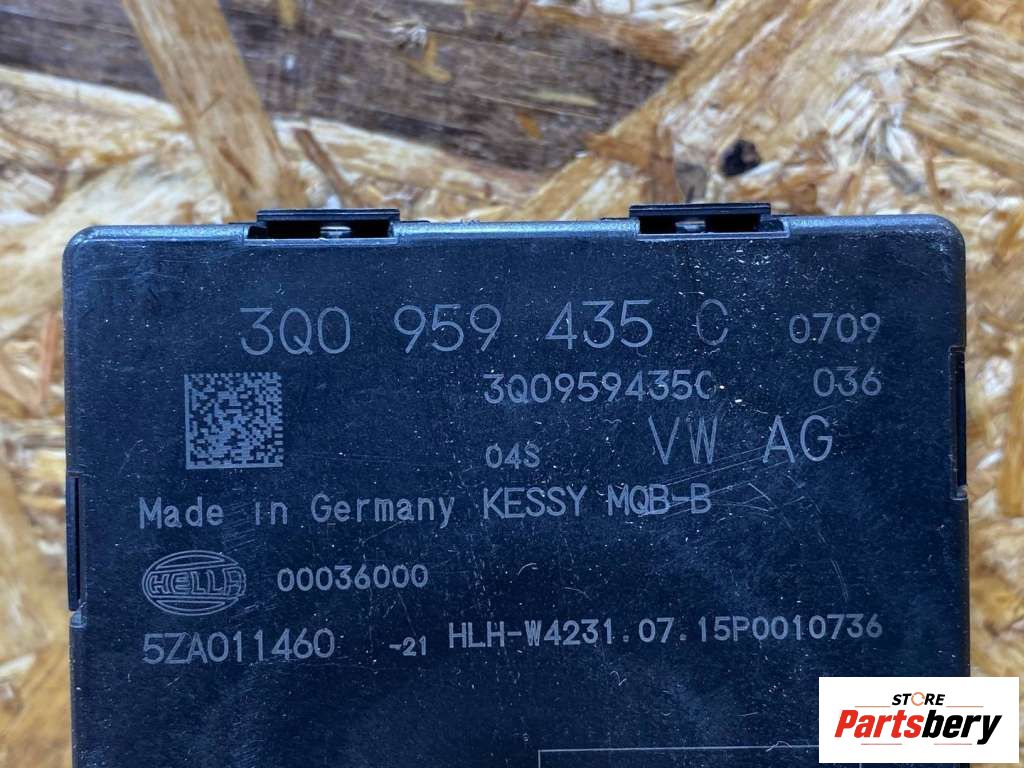 3Q0 959 435 C 0709
3Q0959435C 036
04S VW AG
Made in Germany KESSY MQB-B
HELLA 00036000
5ZA011460 -21 HLH-W4231.07.15P0010736
STORE
Partsbery